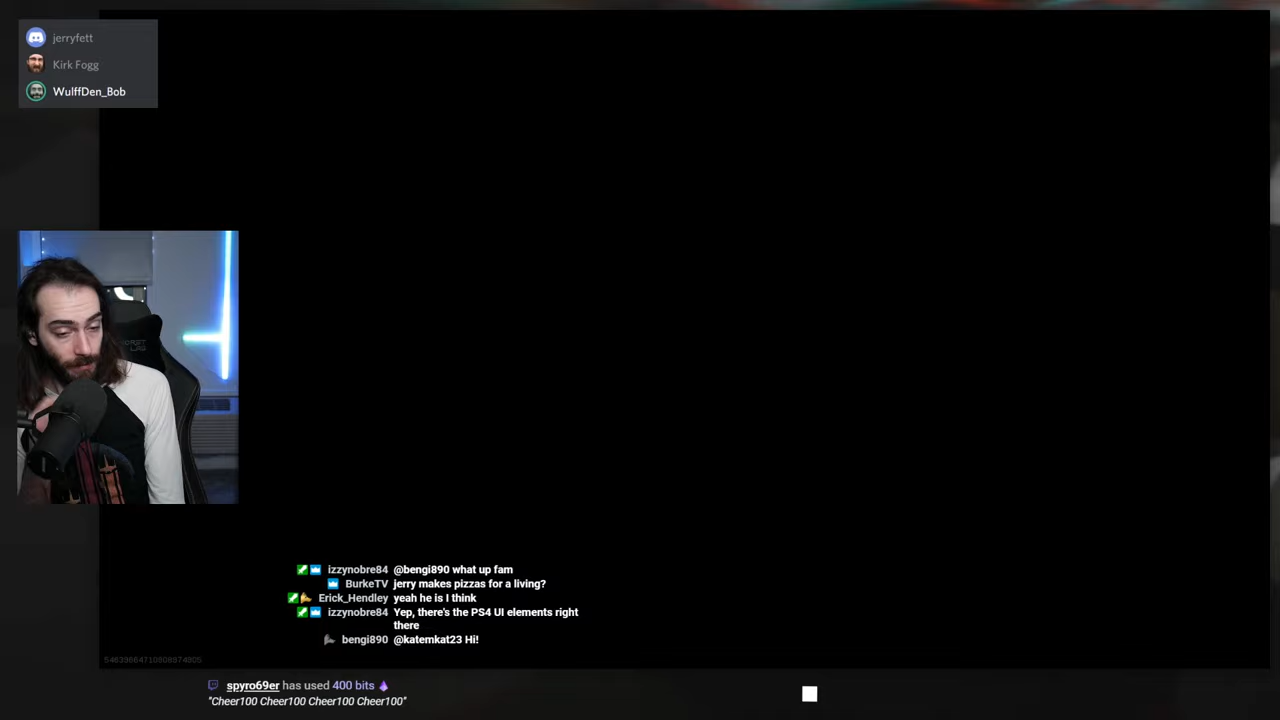 jerryfett
Kirk Fogg
WulffDen_Bob
izzynobre84 @bengi890 what up fam
BurkeTV jerry makes pizzas for a living?
Erick_Hendley yeah he is I think
izzynobre84 Yep, there's the PS4 UI elements right
there
bengi890 @katemkat23 Hi!
spyro69er has used 400 bits
"Cheer100 Cheer100 Cheer100 Cheer100"